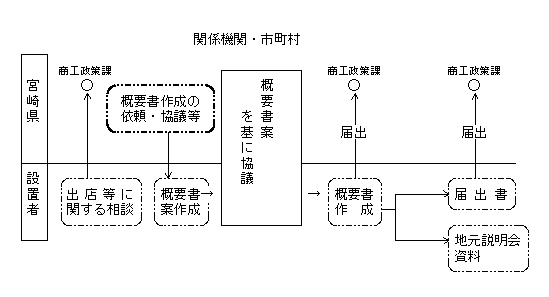 関係機関・市町村
宮崎県
商工政策課
概要書作成の
依頼・協議等
概要書案
を基に協議
商工政策課
届出
商工政策課
届出
設置者
出店等に
関する相談
概要書
案作成
概要書
作　成
届　出　書
地元説明会
資料